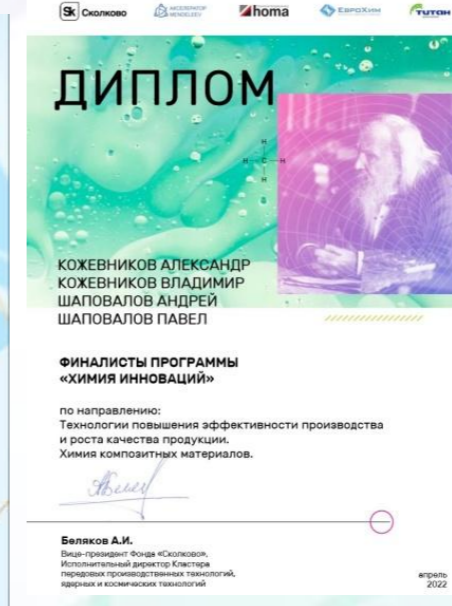 Sk Сколково
АКСЕЛЕРАТОР
MENDELEEV
homa
ЕвроХим
ТИТАН
ДИПЛОМ
H
H C H
H
КОЖЕВНИКОВ АЛЕКСАНДР
КОЖЕВНИКОВ ВЛАДИМИР
ШАПОВАЛОВ АНДРЕЙ
ШАПОВАЛОВ ПАВЕЛ
ФИНАЛИСТЫ ПРОГРАММЫ
«ХИМИЯ ИННОВАЦИЙ»
по направлению:
Технологии повышения эффективности производства
и роста качества продукции.
Химия композитных материалов.
Беляков А.И.
Вице-президент Фонда «Сколково»,
Исполнительный директор Кластера
передовых производственных технологий,
ядерных и космических технологий
апрель
2022